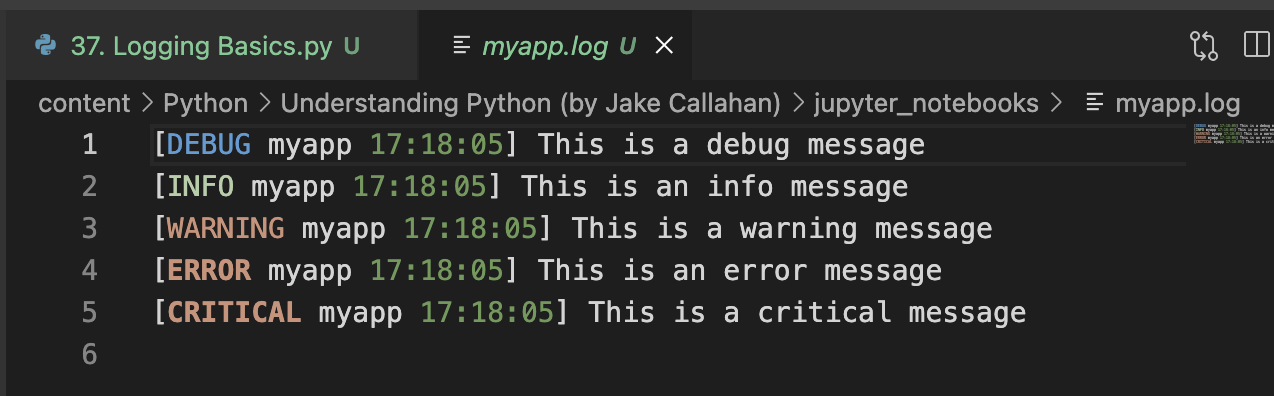 37. Logging Basics.py U
myapp.log U
content > Python > Understanding Python (by Jake Callahan) > jupyter_notebooks > myapp.log
1 [DEBUG myapp 17:18:05] This is a debug message
2 [INFO myapp 17:18:05] This is an info message
3 [WARNING myapp 17:18:05] This is a warning message
4 [ERROR myapp 17:18:05] This is an error message
5 [CRITICAL myapp 17:18:05] This is a critical message
6